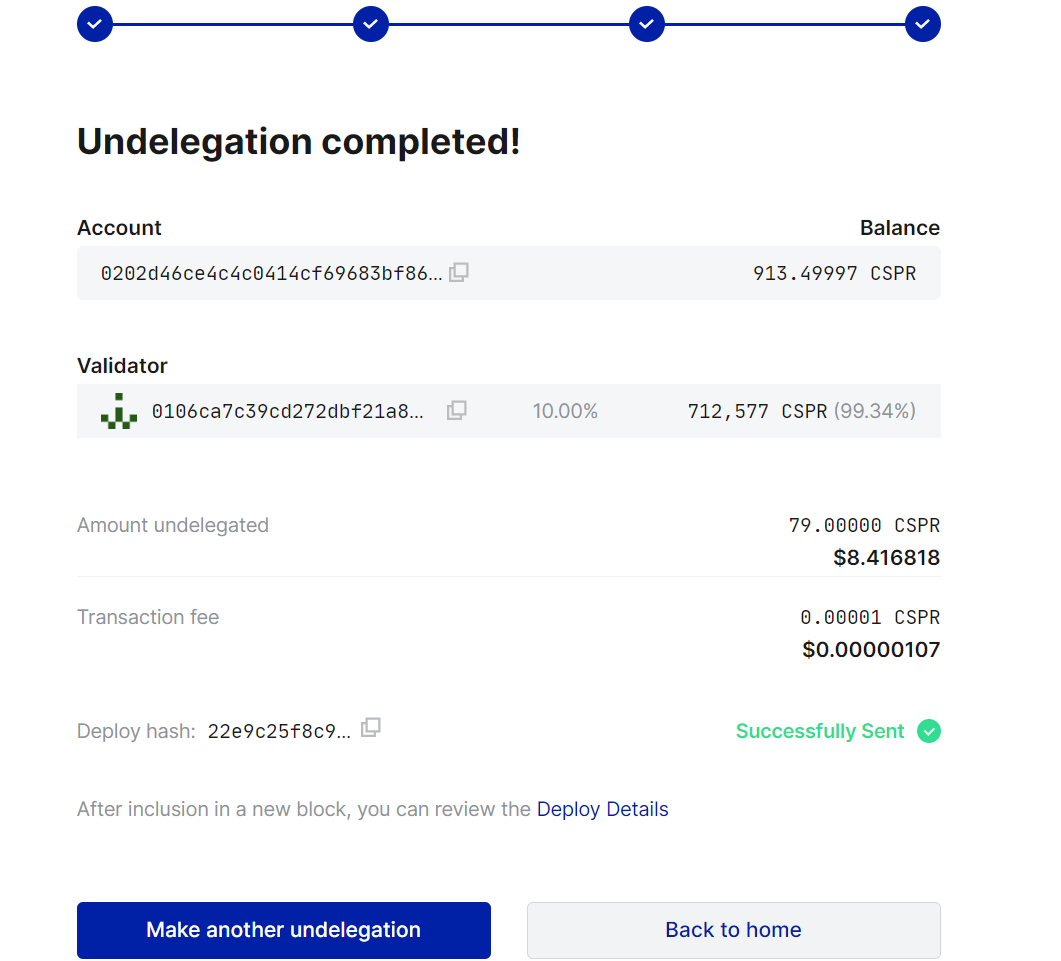 Undelegation completed!
Account Balance
0202d46ce4c4c0414cf69683bf86... 913.49997 CSPR
Validator
0106ca7c39cd272dbf21a8... 10.00% 712,577 CSPR (99.34%)
Amount undelegated 79.00000 CSPR
$8.416818
Transaction fee 0.00001 CSPR
$0.00000107
Deploy hash: 22e9c25f8c9... Successfully Sent
After inclusion in a new block, you can review the Deploy Details
Make another undelegation Back to home